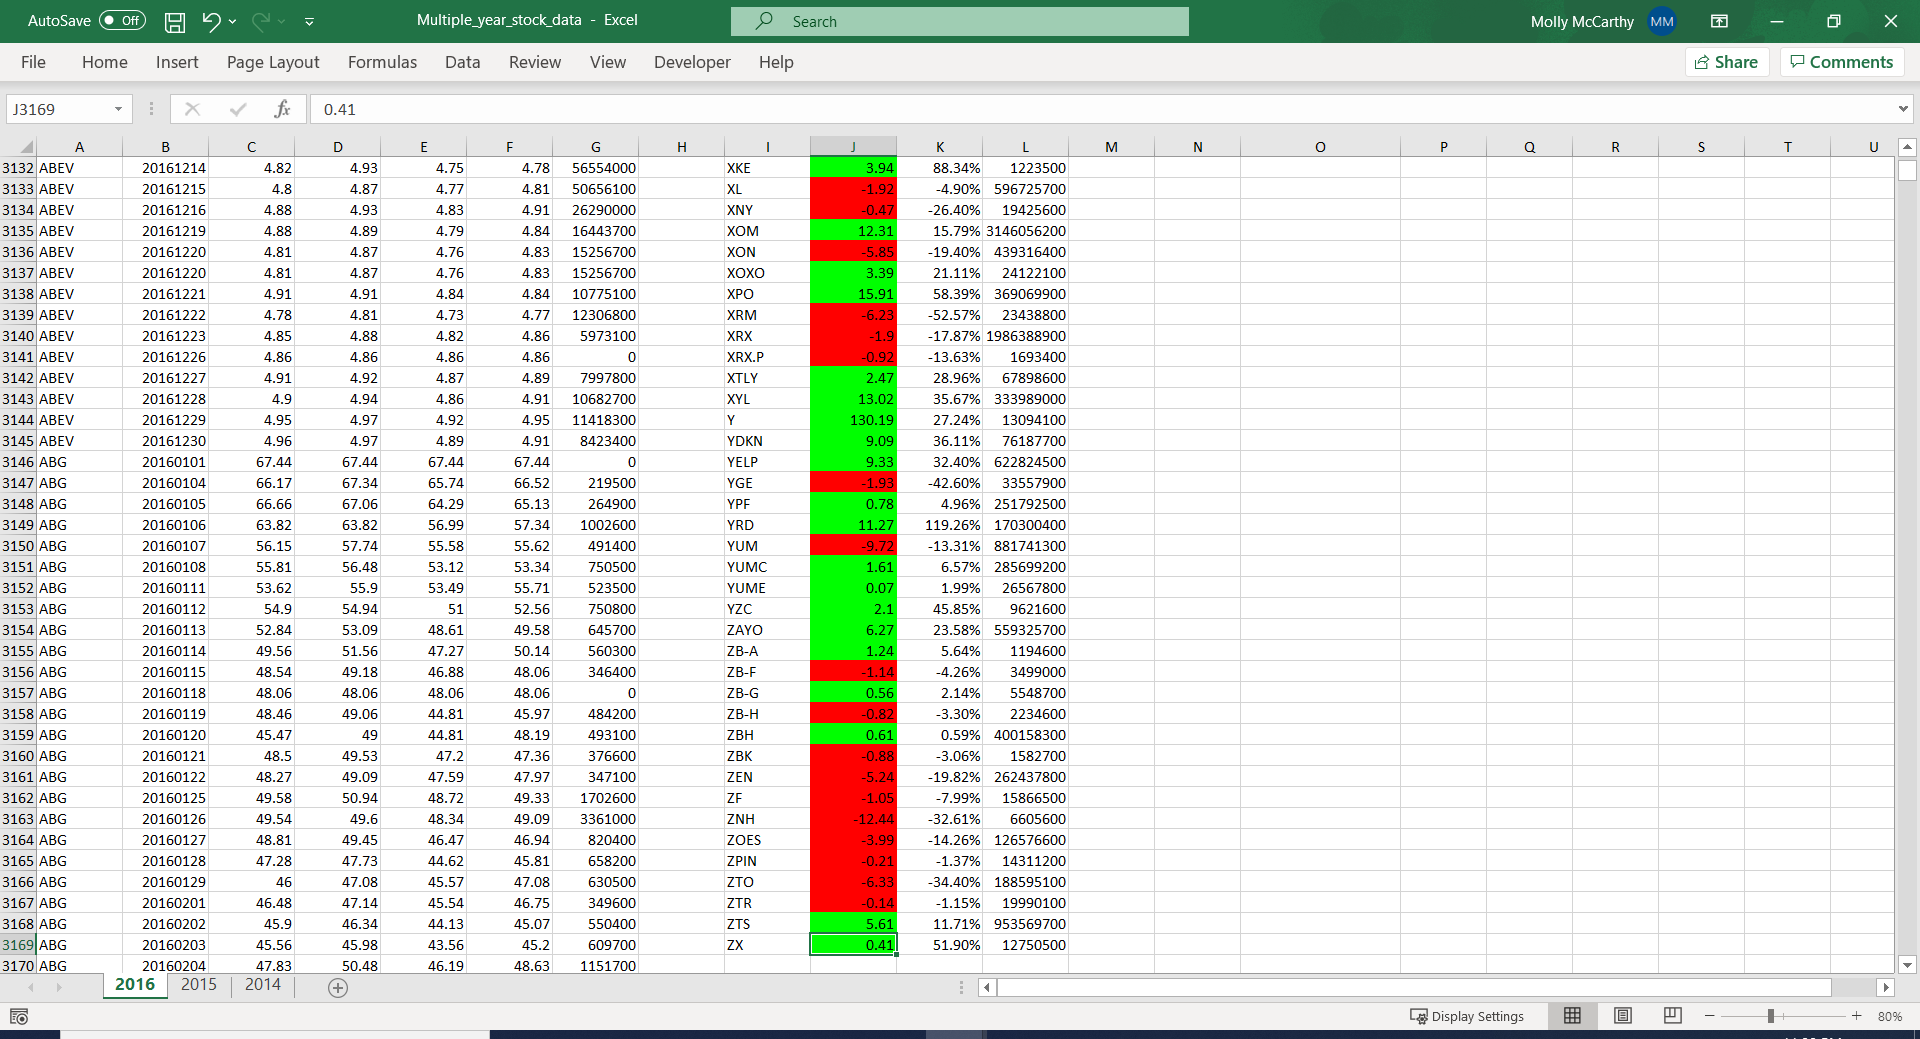 AutoSave Off Multiple_year_stock_data - Excel Search Molly McCarthy MM
File Home Insert Page Layout Formulas Data Review View Developer Help Share Comments
J3169 fx 0.41
A B C D E F G H I J K L M N O P Q R S T U
3132 ABEV 20161214 4.82 4.93 4.75 4.78 56554000 XKE 3.94 88.34% 1223500
3133 ABEV 20161215 4.8 4.87 4.77 4.81 50656100 XL -1.92 -4.90% 596725700
3134 ABEV 20161216 4.88 4.93 4.83 4.91 26290000 XNY -0.47 -26.40% 19425600
3135 ABEV 20161219 4.88 4.89 4.79 4.84 16443700 XOM 12.31 15.79% 3146056200
3136 ABEV 20161220 4.81 4.87 4.76 4.83 15256700 XON -5.85 -19.40% 439316400
3137 ABEV 20161220 4.81 4.87 4.76 4.83 15256700 XOXO 3.39 21.11% 24122100
3138 ABEV 20161221 4.91 4.91 4.84 4.84 10775100 XPO 15.91 58.39% 369069900
3139 ABEV 20161222 4.78 4.81 4.73 4.77 12306800 XRM -6.23 -52.57% 23438800
3140 ABEV 20161223 4.85 4.88 4.82 4.86 5973100 XRX -1.9 -17.87% 1986388900
3141 ABEV 20161226 4.86 4.86 4.86 4.86 0 XRX.P -0.92 -13.63% 1693400
3142 ABEV 20161227 4.91 4.92 4.87 4.89 7997800 XTLY 2.47 28.96% 67898600
3143 ABEV 20161228 4.9 4.94 4.86 4.91 10682700 XYL 13.02 35.67% 333989000
3144 ABEV 20161229 4.95 4.97 4.92 4.95 11418300 Y 130.19 27.24% 13094100
3145 ABEV 20161230 4.96 4.97 4.89 4.91 8423400 YDKN 9.09 36.11% 76187700
3146 ABG 20160101 67.44 67.44 67.44 67.44 0 YELP 9.33 32.40% 622824500
3147 ABG 20160104 66.17 67.34 65.74 66.52 219500 YGE -1.93 -42.60% 33557900
3148 ABG 20160105 66.66 67.06 64.29 65.13 264900 YPF 0.78 4.96% 251792500
3149 ABG 20160106 63.82 63.82 56.99 57.34 1002600 YRD 11.27 119.26% 170300400
3150 ABG 20160107 56.15 57.74 55.58 55.62 491400 YUM -9.72 -13.31% 881741300
3151 ABG 20160108 55.81 56.48 53.12 53.34 750500 YUMC 1.61 6.57% 285699200
3152 ABG 20160111 53.62 55.9 53.49 55.71 523500 YUME 0.07 1.99% 26567800
3153 ABG 20160112 54.9 54.94 51 52.56 750800 YZC 2.1 45.85% 9621600
3154 ABG 20160113 52.84 53.09 48.61 49.58 645700 ZAYO 6.27 23.58% 559325700
3155 ABG 20160114 49.56 51.56 47.27 50.14 560300 ZB-A 1.24 5.64% 1194600
3156 ABG 20160115 48.54 49.18 46.88 48.06 346400 ZB-F -1.14 -4.26% 3499000
3157 ABG 20160118 48.06 48.06 48.06 48.06 0 ZB-G 0.56 2.14% 5548700
3158 ABG 20160119 48.46 49.06 44.81 45.97 484200 ZB-H -0.82 -3.30% 2234600
3159 ABG 20160120 45.47 49 44.81 48.19 493100 ZBH 0.61 0.59% 400158300
3160 ABG 20160121 48.5 49.53 47.2 47.36 376600 ZBK -0.88 -3.06% 1582700
3161 ABG 20160122 48.27 49.09 47.59 47.97 347100 ZEN -5.24 -19.82% 262437800
3162 ABG 20160125 49.58 50.94 48.72 49.33 1702600 ZF -1.05 -7.99% 15866500
3163 ABG 20160126 49.54 49.6 48.34 49.09 3361000 ZNH -12.44 -32.61% 6605600
3164 ABG 20160127 48.81 49.45 46.47 46.94 820400 ZOES -3.99 -14.26% 126576600
3165 ABG 20160128 47.28 47.73 44.62 45.81 658200 ZPIN -0.21 -1.37% 14311200
3166 ABG 20160129 46 47.08 45.57 47.08 630500 ZTO -6.33 -34.40% 188595100
3167 ABG 20160201 46.48 47.14 45.54 46.75 349600 ZTR -0.14 -1.15% 19990100
3168 ABG 20160202 45.9 46.34 44.13 45.07 550400 ZTS 5.61 11.71% 953569700
3169 ABG 20160203 45.56 45.98 43.56 45.2 609700 ZX 0.41 51.90% 12750500
3170 ABG 20160204 47.83 50.48 46.19 48.63 1151700
2016 2015 2014
Display Settings 80%